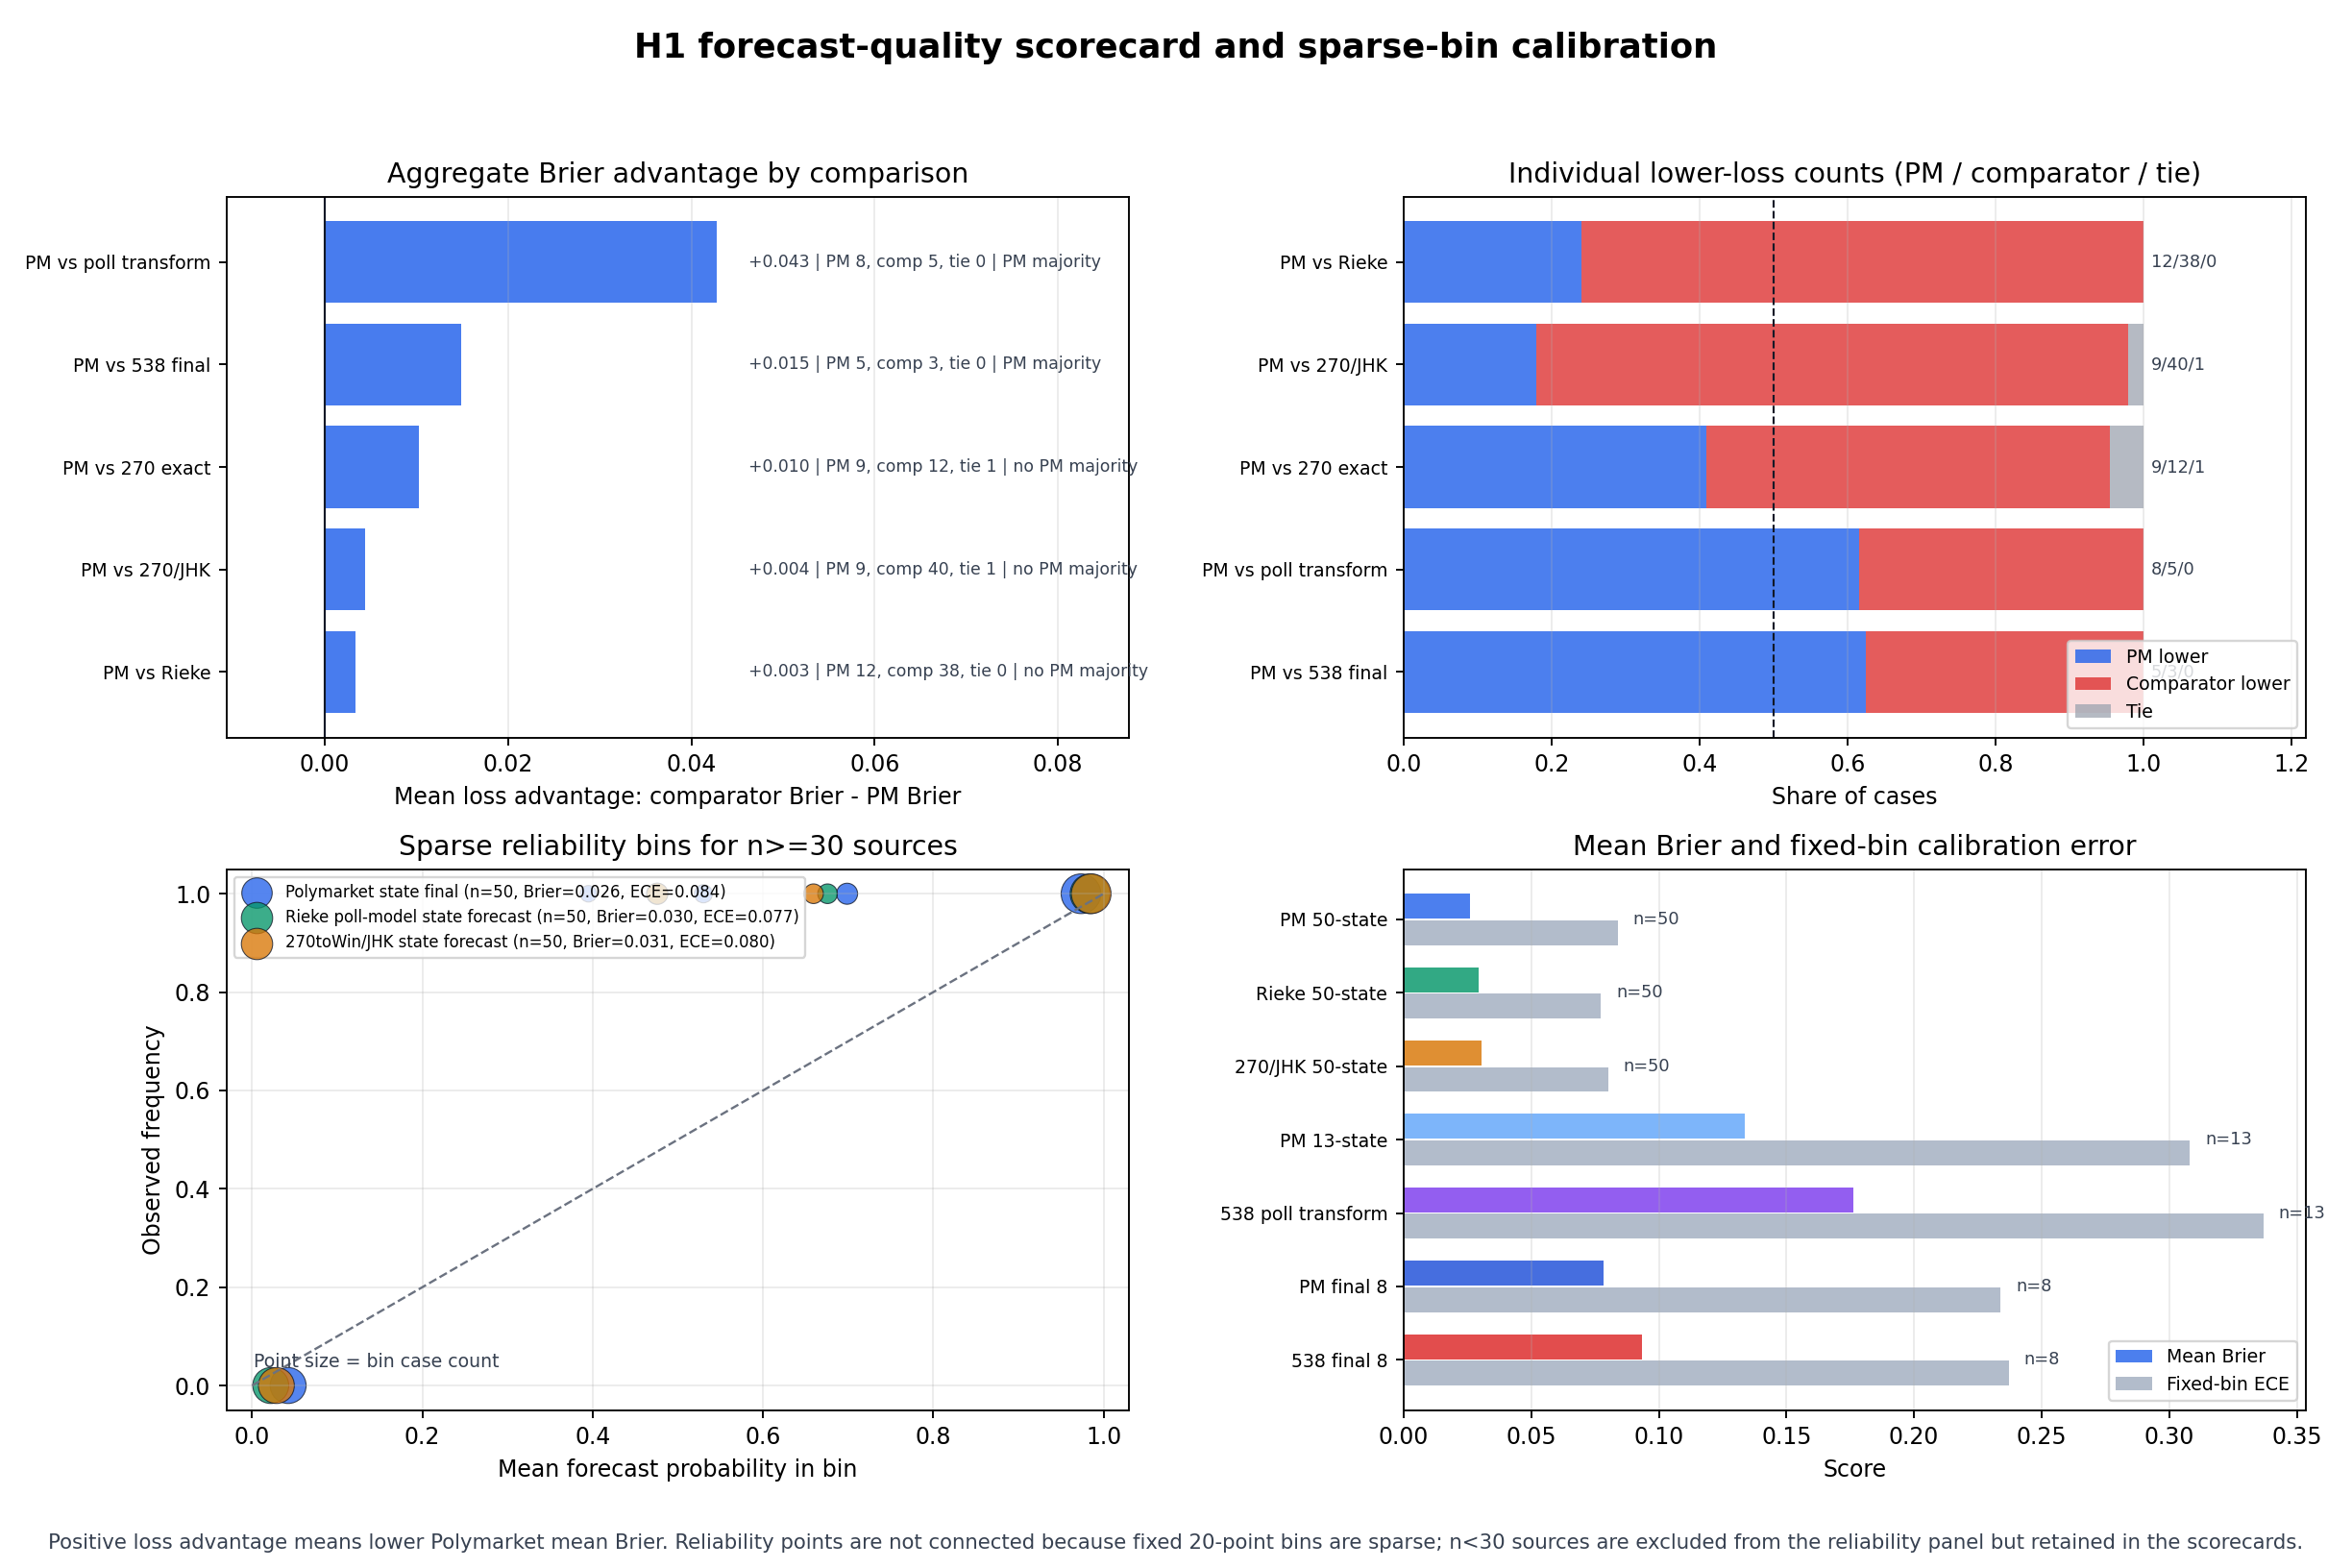 H1 forecast-quality scorecard and sparse-bin calibration
Aggregate Brier advantage by comparison
PM vs poll transform
+0.043 | PM 8, comp 5, tie 0 | PM majority
PM vs 538 final
+0.015 | PM 5, comp 3, tie 0 | PM majority
PM vs 270 exact
+0.010 | PM 9, comp 12, tie 1 | no PM majority
PM vs 270/JHK
+0.004 | PM 9, comp 40, tie 1 | no PM majority
PM vs Rieke
+0.003 | PM 12, comp 38, tie 0 | no PM majority
0.00 0.02 0.04 0.06 0.08
Mean loss advantage: comparator Brier - PM Brier
Individual lower-loss counts (PM / comparator / tie)
PM vs Rieke
12/38/0
PM vs 270/JHK
9/40/1
PM vs 270 exact
9/12/1
PM vs poll transform
8/5/0
PM vs 538 final
5/3/0
PM lower
Comparator lower
Tie
0.0 0.2 0.4 0.6 0.8 1.0 1.2
Share of cases
Sparse reliability bins for n>=30 sources
Polymarket state final (n=50, Brier=0.026, ECE=0.084)
Rieke poll-model state forecast (n=50, Brier=0.030, ECE=0.077)
270toWin/JHK state forecast (n=50, Brier=0.031, ECE=0.080)
1.0
0.8
0.6
0.4
0.2
0.0
Observed frequency
Point size = bin case count
0.0 0.2 0.4 0.6 0.8 1.0
Mean forecast probability in bin
Mean Brier and fixed-bin calibration error
PM 50-state
n=50
Rieke 50-state
n=50
270/JHK 50-state
n=50
PM 13-state
n=13
538 poll transform
n=13
PM final 8
n=8
538 final 8
n=8
Mean Brier
Fixed-bin ECE
0.00 0.05 0.10 0.15 0.20 0.25 0.30 0.35
Score
Positive loss advantage means lower Polymarket mean Brier. Reliability points are not connected because fixed 20-point bins are sparse; n<30 sources are excluded from the reliability panel but retained in the scorecards.